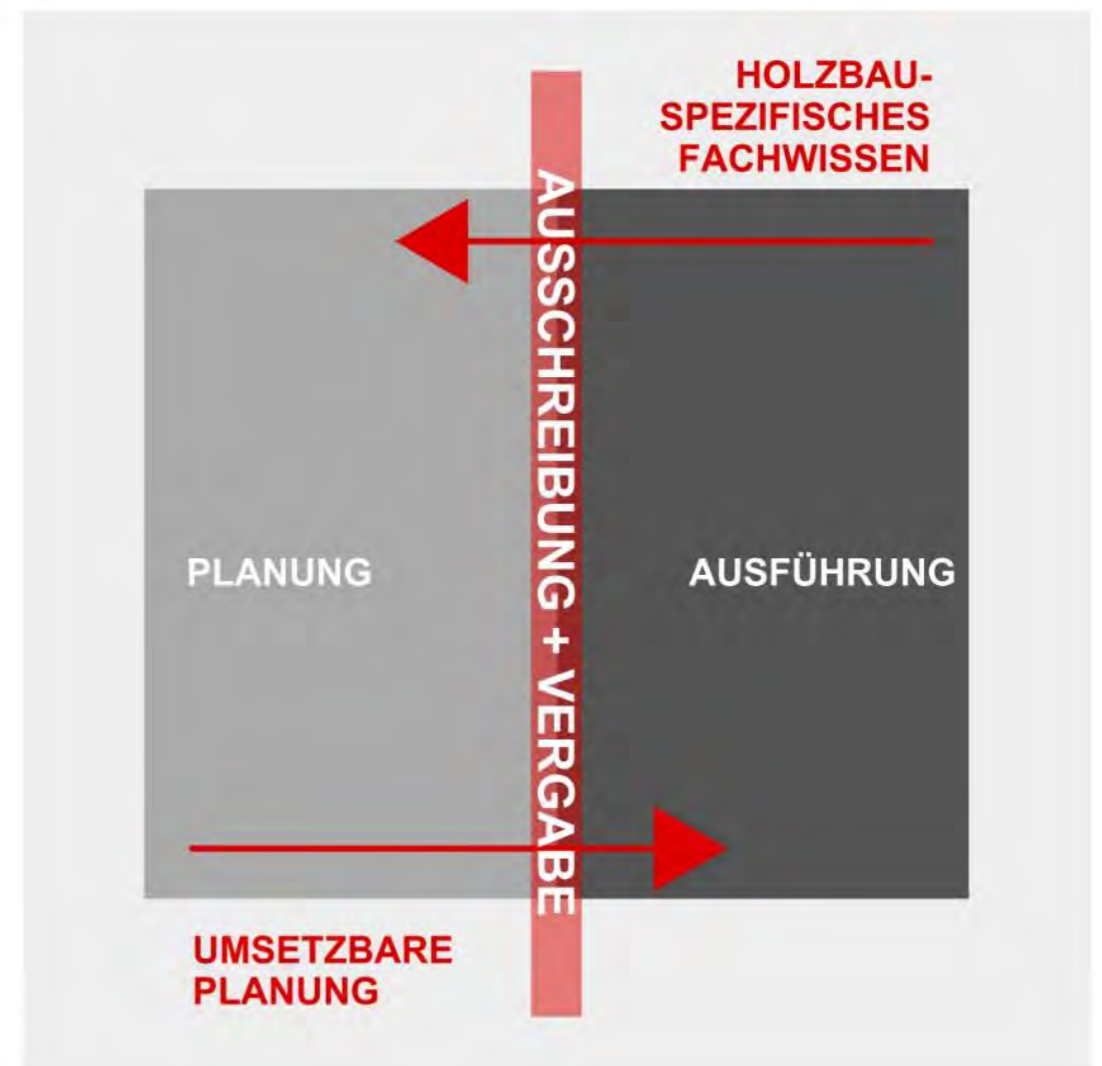 HOLZBAU-
SPEZIFISCHES
FACHWISSEN
AUSSCHREIBUNG + VERGABE
PLANUNG
AUSFÜHRUNG
UMSETZBARE
PLANUNG